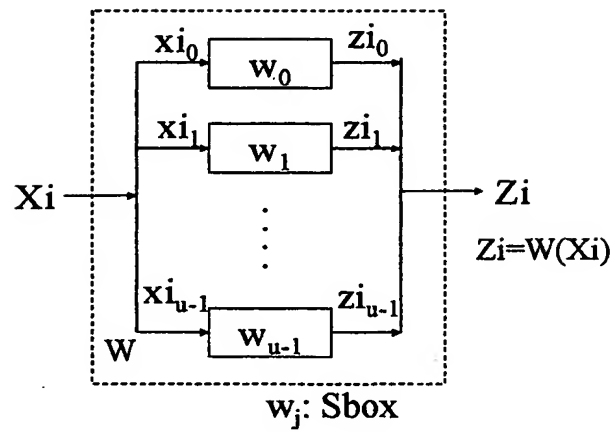 xi₀ w₀ zi₀
xi₁ w₁ zi₁
Xi Zi
Zi=W(Xi)
xiᵤ₋₁ wᵤ₋₁ ziᵤ₋₁
W
wⱼ: Sbox